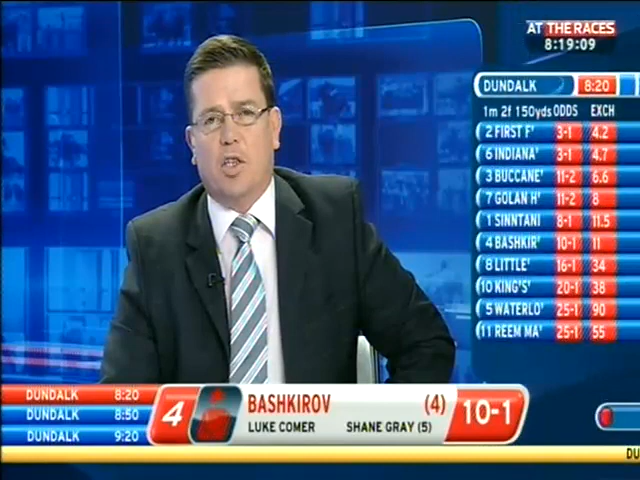 AT THE RACES
8:19:09
DUNDALK 8:20
1m 2f 150yds ODDS EXCH
2 FIRST F' 3-1 4.2
6 INDIANA' 3-1 4.7
3 BUCCANE' 11-2 6.6
7 GOLAN H' 11-2 8
1 SINNTANI 8-1 11.5
4 BASHKIR' 10-1 11
8 LITTLE' 16-1 34
10 KING'S' 20-1 38
5 WATERLO' 25-1 90
11 REEM MA' 25-1 55
DUNDALK 8:20
DUNDALK 8:50
DUNDALK 9:20
4 BASHKIROV (4) 10-1
LUKE COMER SHANE GRAY (5)
DU